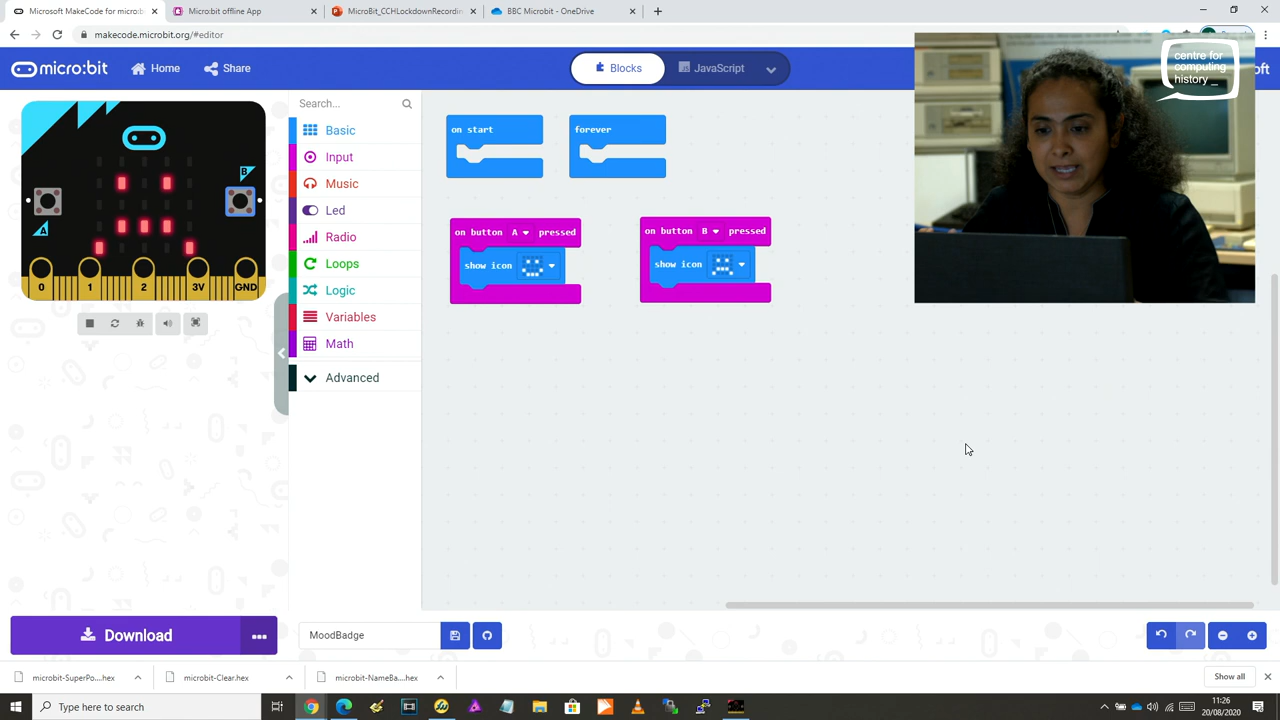 Microsoft MakeCode for micro:bit
Micro:bit offline App
MicroBit_CCHLockdownRecordin
BBC Microbit - OneDrive
makecode.microbit.org/#editor
micro:bit
Home
Share
Blocks
JavaScript
oft
centre for
computing
history _
Search...
Basic
Input
Music
Led
Radio
Loops
Logic
Variables
Math
Advanced
A
B
0
1
2
3V
GND
on start
forever
on button A pressed
show icon
on button B pressed
show icon
Download
MoodBadge
microbit-SuperPo....hex
microbit-Clear.hex
microbit-NameBa....hex
Show all
Type here to search
11:26
20/08/2020